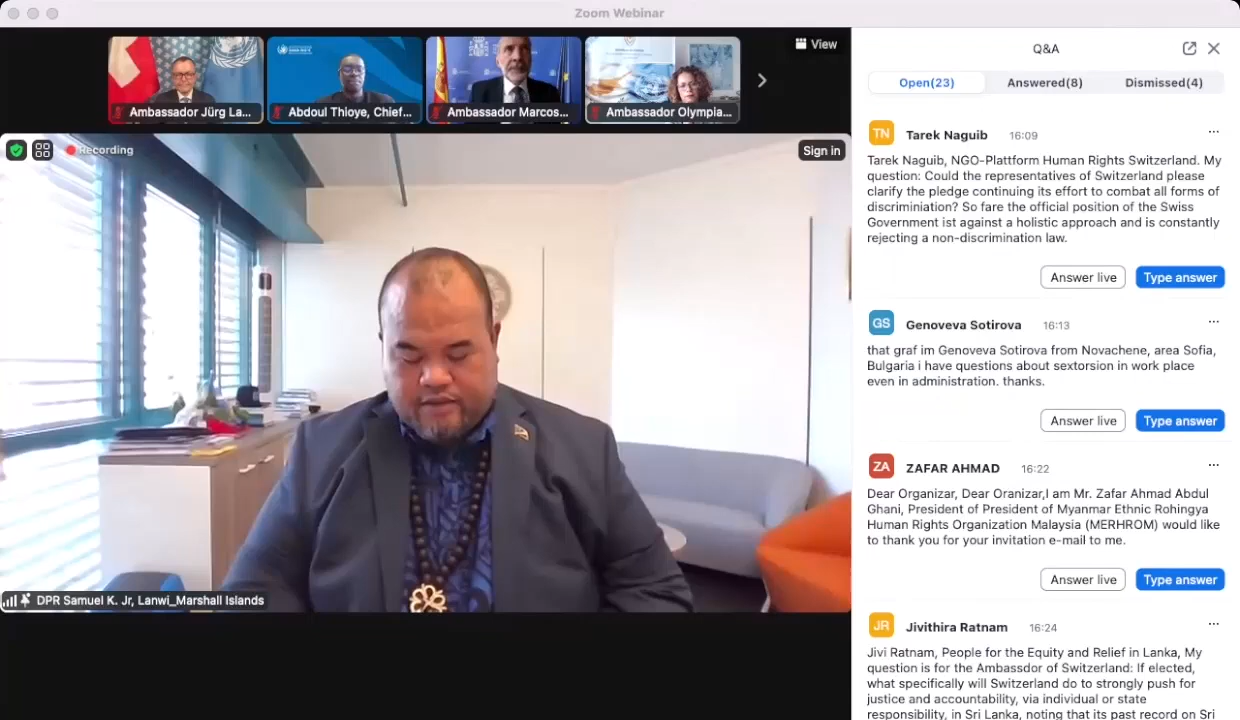 Zoom Webinar
View
Ambassador Jürg La...
Abdoul Thioye, Chief...
Ambassador Marcos...
Ambassador Olympia...
Recording
Sign in
DPR Samuel K. Jr, Lanwi_Marshall Islands
Q&A
Open(23)
Answered(8)
Dismissed(4)
TN
Tarek Naguib 16:09
Tarek Naguib, NGO-Plattform Human Rights Switzerland. My
question: Could the representatives of Switzerland please
clarify the pledge continuing its effort to combat all forms of
discriminiation? So fare the official position of the Swiss
Government ist against a holistic approach and is constantly
rejecting a non-discrimination law.
Answer live
Type answer
GS
Genoveva Sotirova 16:13
that graf im Genoveva Sotirova from Novachene, area Sofia,
Bulgaria i have questions about sextorsion in work place
even in administration. thanks.
Answer live
Type answer
ZA
ZAFAR AHMAD 16:22
Dear Organizar, Dear Oranizar,I am Mr. Zafar Ahmad Abdul
Ghani, President of President of Myanmar Ethnic Rohingya
Human Rights Organization Malaysia (MERHROM) would like
to thank you for your invitation e-mail to me.
Answer live
Type answer
JR
Jivithira Ratnam 16:24
Jivi Ratnam, People for the Equity and Relief in Lanka, My
question is for the Ambassdor of Switzerland: If elected,
what specifically will Switzerland do to strongly push for
justice and accountability, via individual or state
responsibility, in Sri Lanka, noting that its past record on Sri